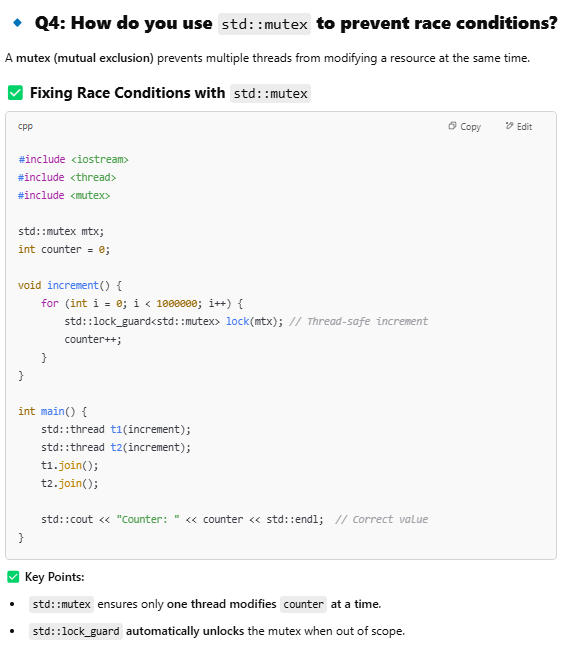 🔹 Q4: How do you use std::mutex to prevent race conditions?
A mutex (mutual exclusion) prevents multiple threads from modifying a resource at the same time.
✅ Fixing Race Conditions with std::mutex
cpp Copy Edit
#include <iostream>
#include <thread>
#include <mutex>
std::mutex mtx;
int counter = 0;
void increment() {
    for (int i = 0; i < 1000000; i++) {
        std::lock_guard<std::mutex> lock(mtx); // Thread-safe increment
        counter++;
    }
}
int main() {
    std::thread t1(increment);
    std::thread t2(increment);
    t1.join();
    t2.join();
    std::cout << "Counter: " << counter << std::endl;  // Correct value
}
✅ Key Points:
• std::mutex ensures only one thread modifies counter at a time.
• std::lock_guard automatically unlocks the mutex when out of scope.